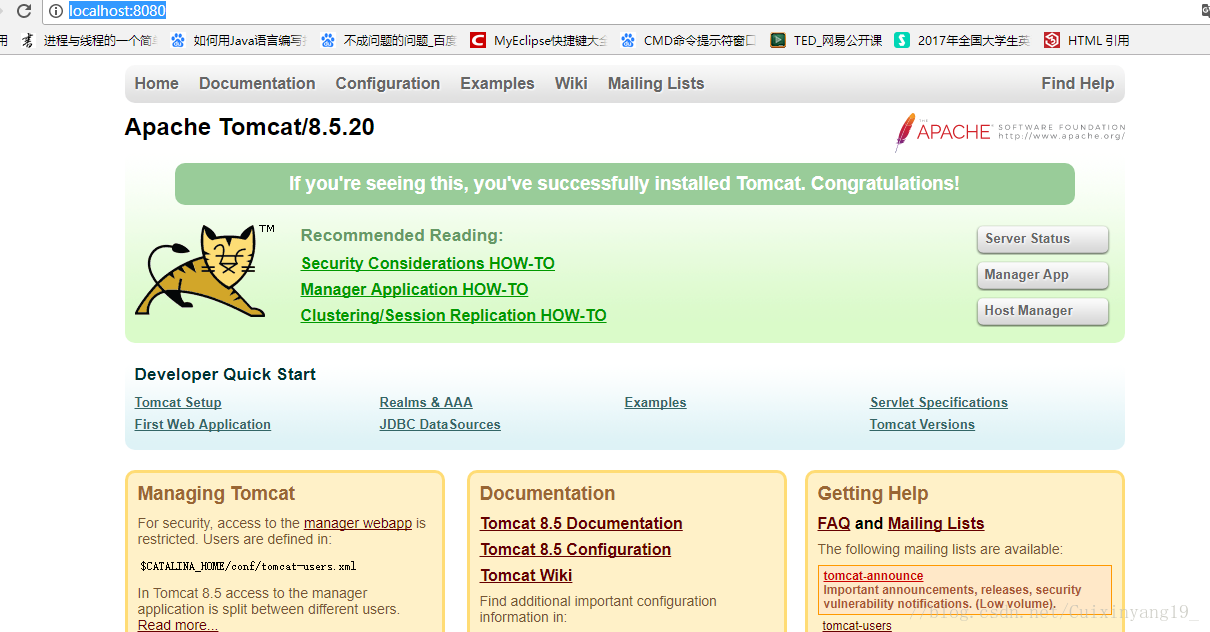 localhost:8080
用 进程与线程的一个简 如何用Java语言编写 不成问题的问题_百度 MyEclipse快捷键大全 CMD命令提示符窗口 TED_网易公开课 2017年全国大学生英 HTML 引用
Home Documentation Configuration Examples Wiki Mailing Lists Find Help
Apache Tomcat/8.5.20
THE APACHE SOFTWARE FOUNDATION
http://www.apache.org/
If you're seeing this, you've successfully installed Tomcat. Congratulations!
TM
Recommended Reading:
Security Considerations HOW-TO
Manager Application HOW-TO
Clustering/Session Replication HOW-TO
Server Status
Manager App
Host Manager
Developer Quick Start
Tomcat Setup
First Web Application
Realms & AAA
JDBC DataSources
Examples
Servlet Specifications
Tomcat Versions
Managing Tomcat
For security, access to the manager webapp is
restricted. Users are defined in:
$CATALINA_HOME/conf/tomcat-users.xml
In Tomcat 8.5 access to the manager
application is split between different users.
Read more...
Documentation
Tomcat 8.5 Documentation
Tomcat 8.5 Configuration
Tomcat Wiki
Find additional important configuration
information in:
Getting Help
FAQ and Mailing Lists
The following mailing lists are available:
tomcat-announce
Important announcements, releases, security
vulnerability notifications. (Low volume).
tomcat-users
//blog.csdn.net/Cuixinyang19_